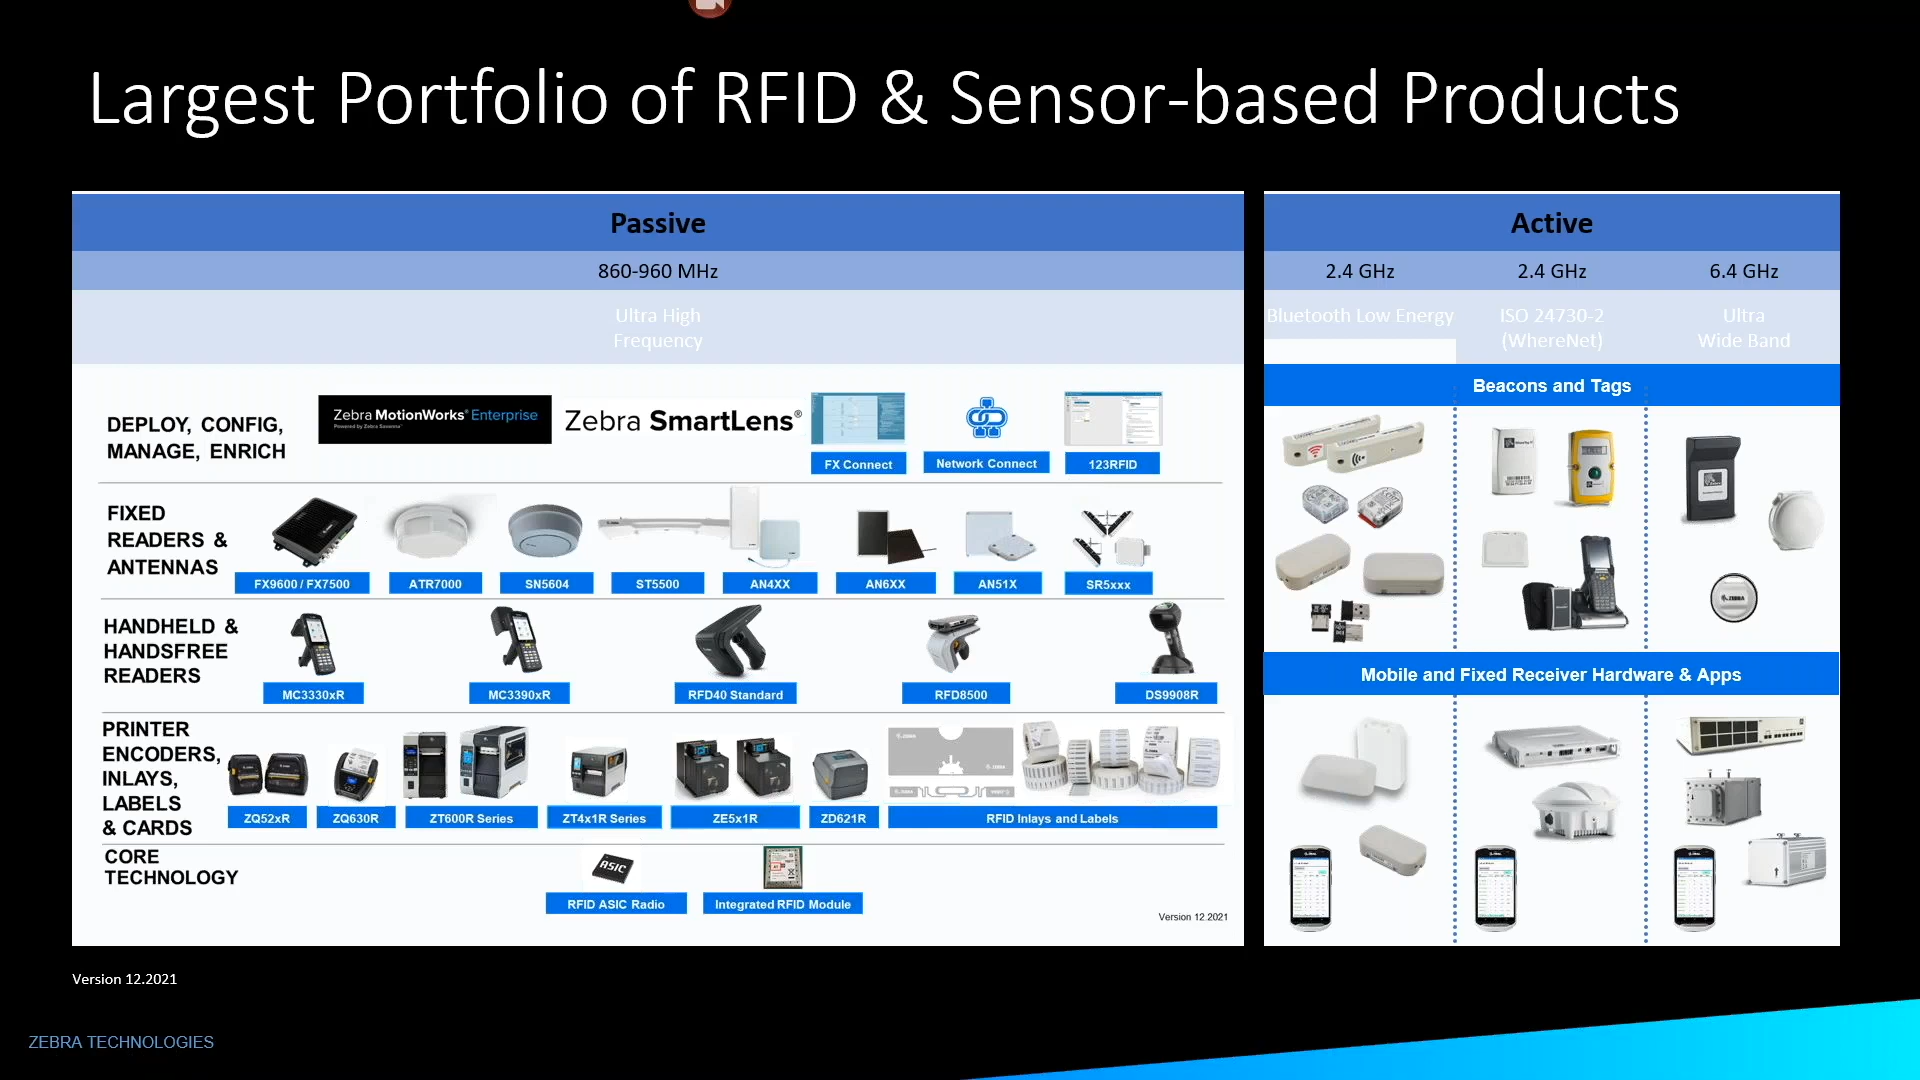 Largest Portfolio of RFID & Sensor-based Products
Passive
860-960 MHz
Ultra High
Frequency
DEPLOY, CONFIG,
MANAGE, ENRICH
Zebra MotionWorks® Enterprise
Powered by Zebra Savanna™
Zebra SmartLens®
FX Connect
Network Connect
123RFID
FIXED
READERS &
ANTENNAS
FX9600 / FX7500
ATR7000
SN5604
ST5500
AN4XX
AN6XX
AN51X
SR5xxx
HANDHELD &
HANDSFREE
READERS
MC3330xR
MC3390xR
RFD40 Standard
RFD8500
DS9908R
PRINTER
ENCODERS,
INLAYS,
LABELS
& CARDS
ZQ52xR
ZQ630R
ZT600R Series
ZT4x1R Series
ZE5x1R
ZD621R
RFID Inlays and Labels
CORE
TECHNOLOGY
ASIC
RFID ASIC Radio
Integrated RFID Module
Version 12.2021
Active
2.4 GHz
2.4 GHz
6.4 GHz
Bluetooth Low Energy
ISO 24730-2
(WhereNet)
Ultra
Wide Band
Beacons and Tags
ZEBRA
Mobile and Fixed Receiver Hardware & Apps
Version 12.2021
ZEBRA TECHNOLOGIES